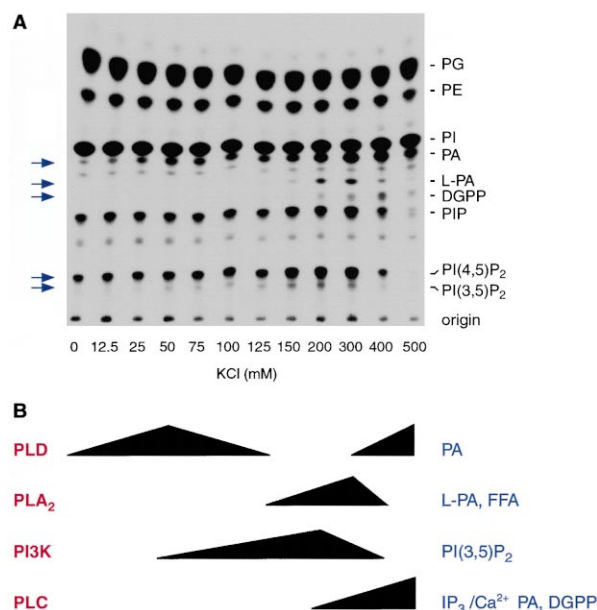 A
- PG
- PE
- PI
- PA
- L-PA
- DGPP
- PIP
PI(4,5)P₂
PI(3,5)P₂
origin
0 12.5 25 50 75 100 125 150 200 300 400 500
KCl (mM)
B
PLD PA
PLA₂ L-PA, FFA
PI3K PI(3,5)P₂
PLC IP₃/Ca²⁺ PA, DGPP